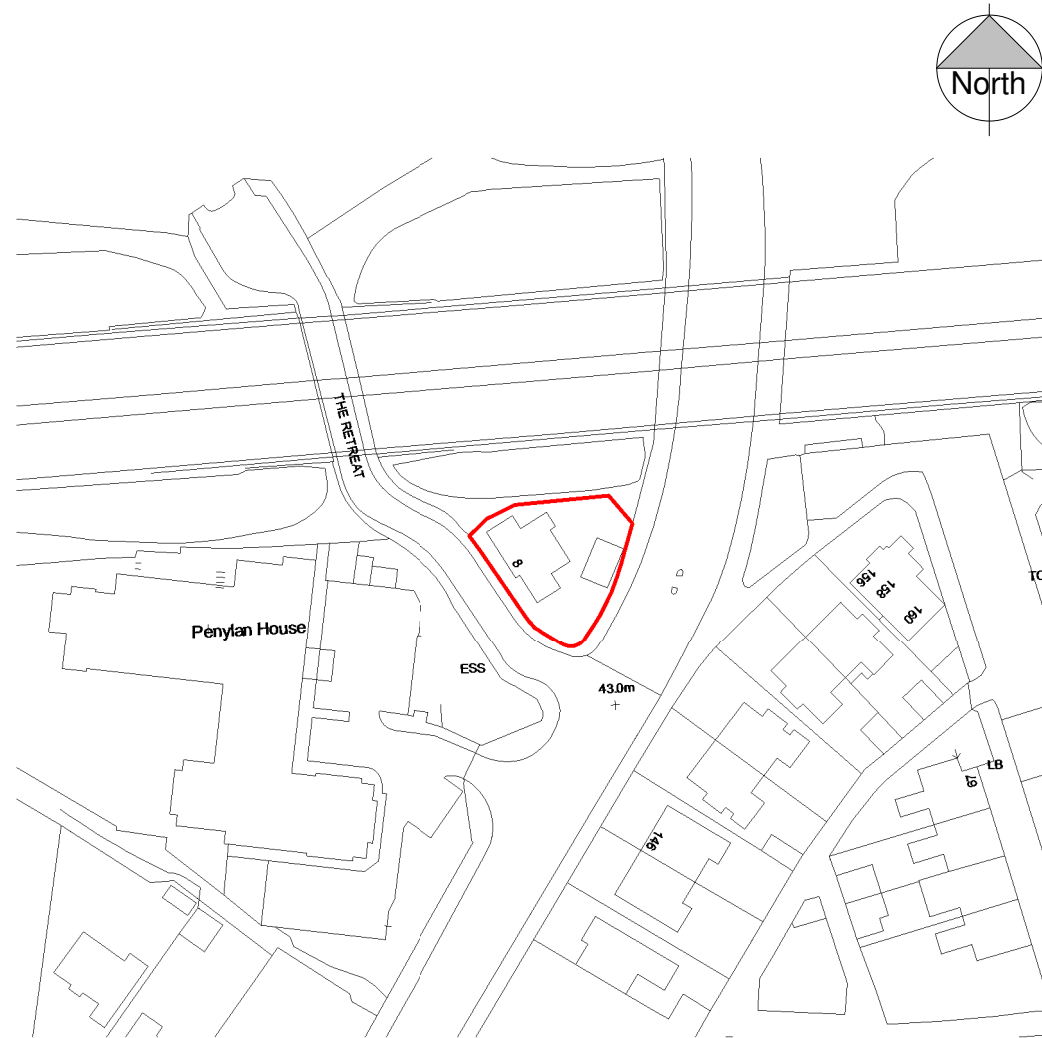 North
THE RETREAT
8
156
158
160
Penylan House
ESS
43.0m
146
67
LB